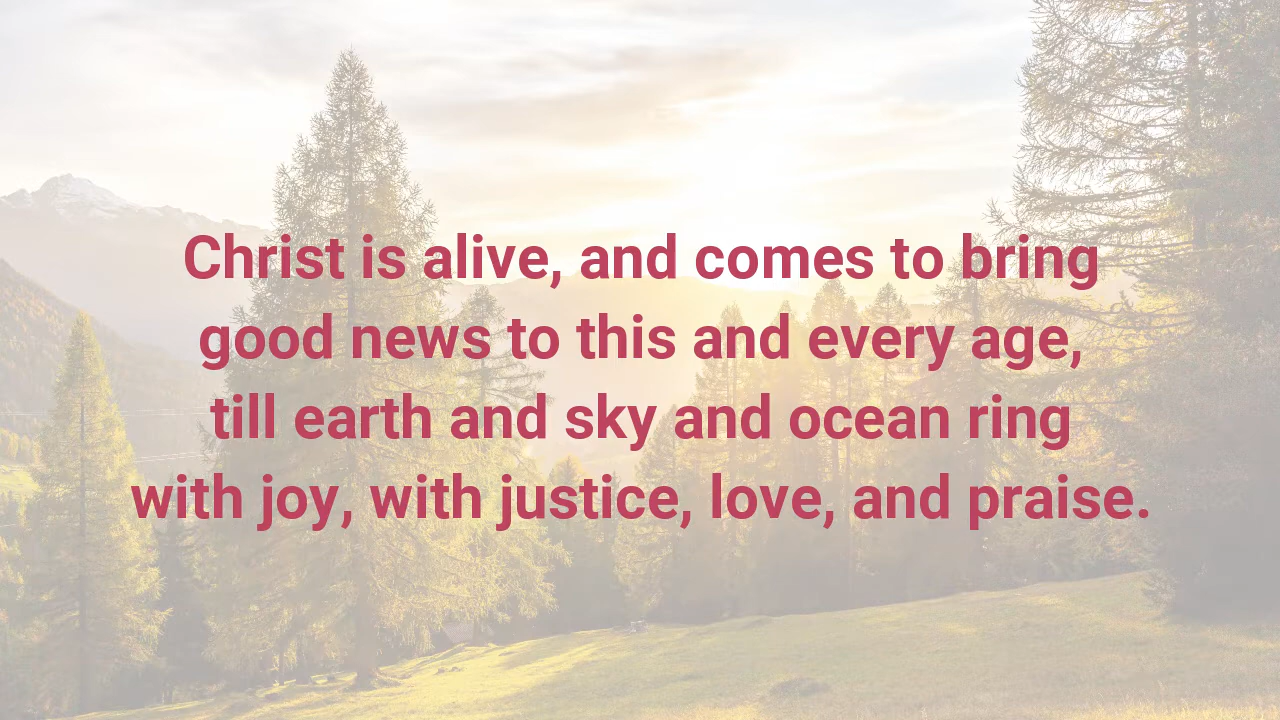 Christ is alive, and comes to bring
good news to this and every age,
till earth and sky and ocean ring
with joy, with justice, love, and praise.